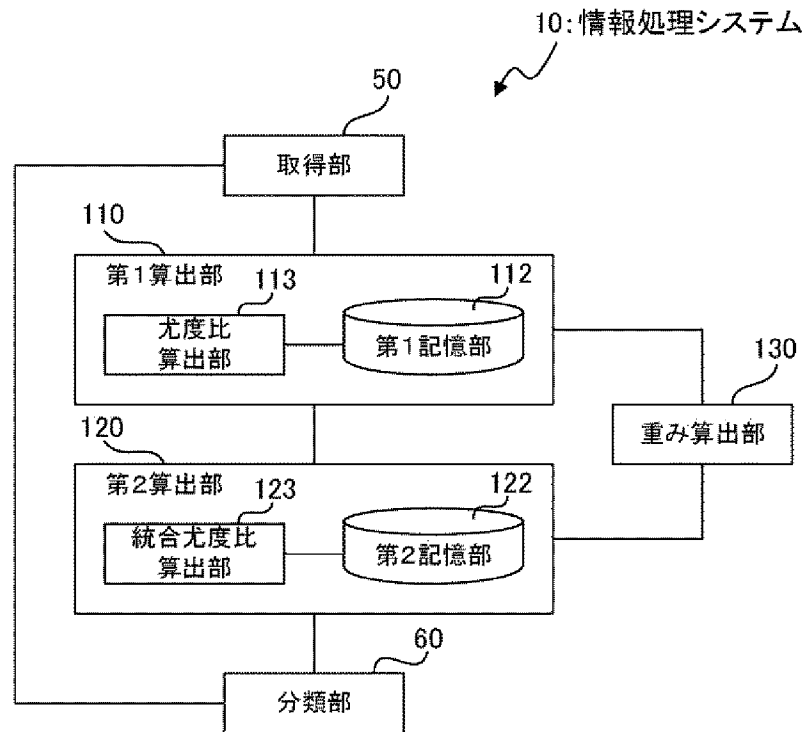 10:情報処理システム
50
取得部
110
第1算出部
113
112
尤度比
算出部
第1記憶部
130
重み算出部
120
第2算出部
123
122
統合尤度比
算出部
第2記憶部
60
分類部